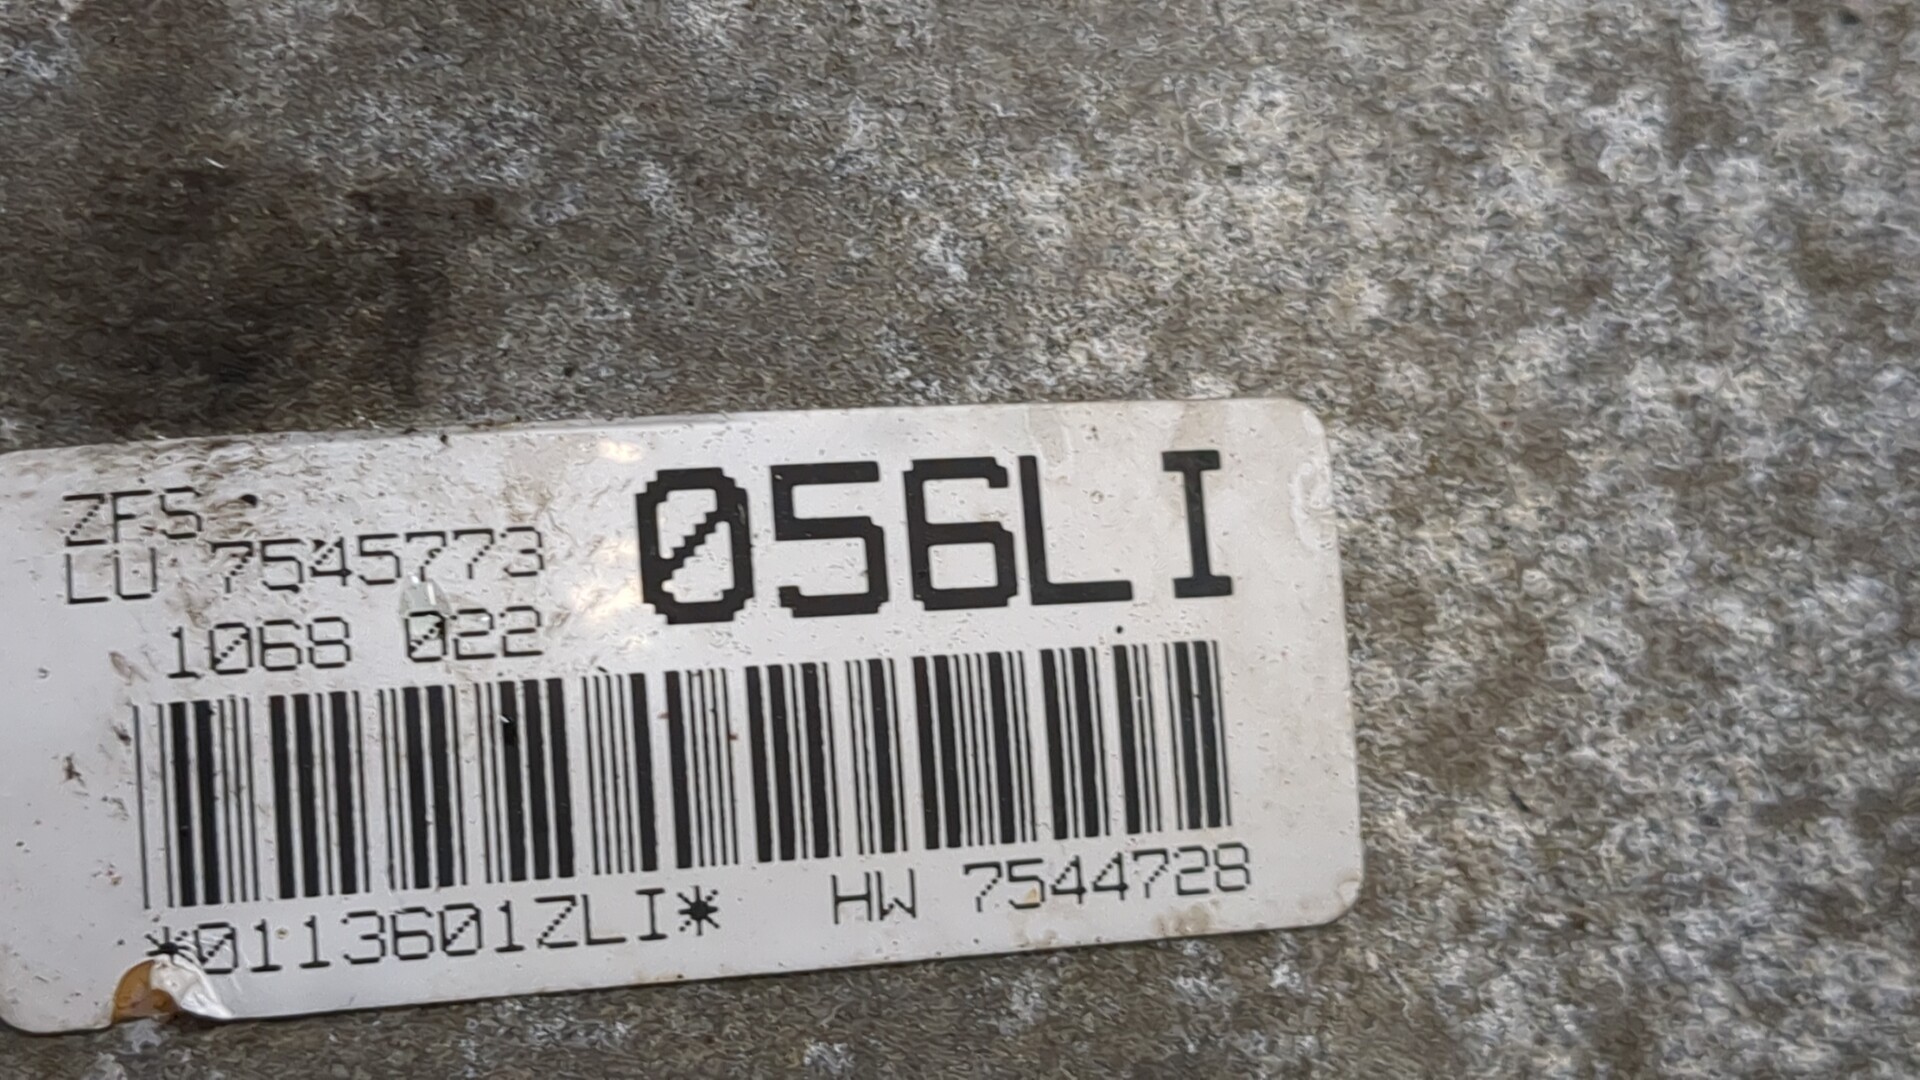 ZFS
LU 7545773
056LI
1068 022
*0113601ZLI*
HW 7544728